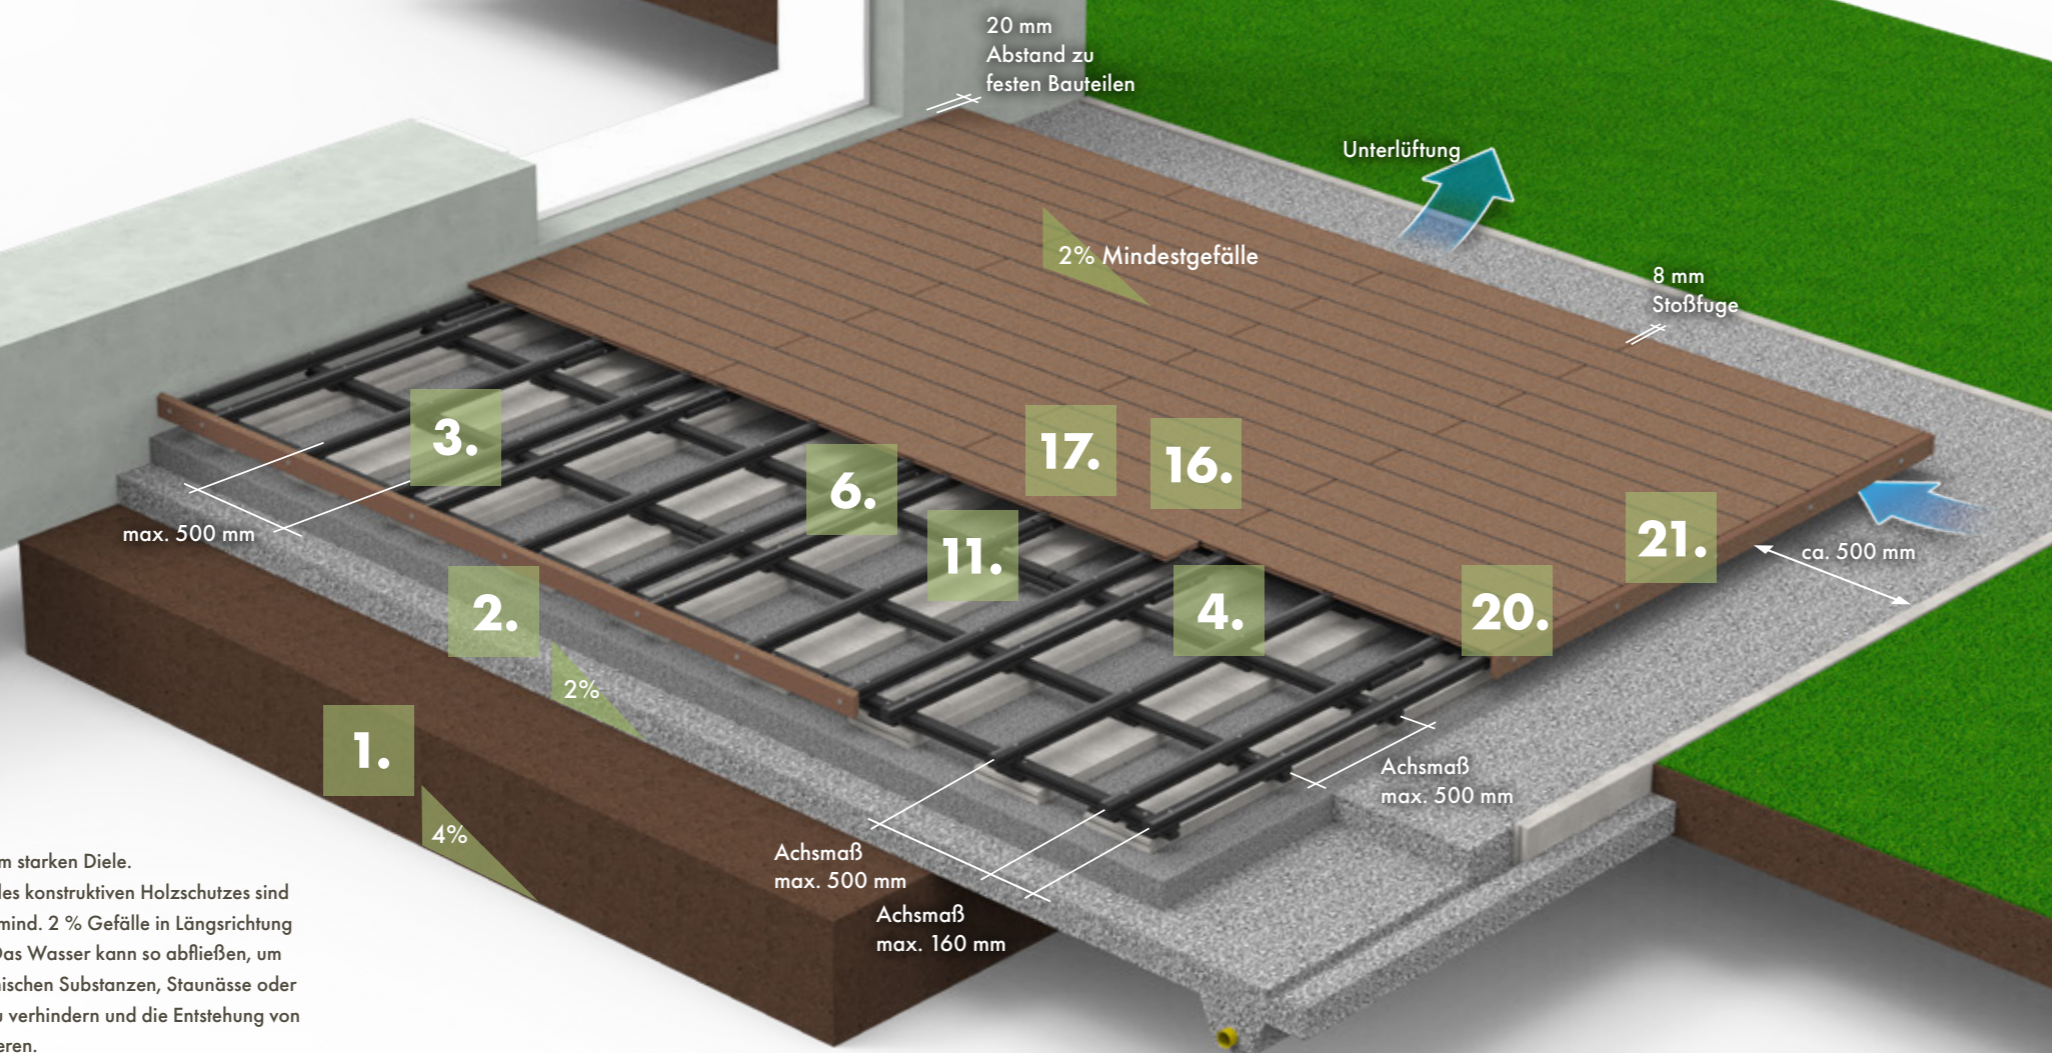 20 mm
Abstand zu
festen Bauteilen
Unterlüftung
2% Mindestgefälle
8 mm
Stoßfuge
3.
6.
17.
16.
11.
21.
max. 500 mm
ca. 500 mm
2.
4.
20.
2%
1.
4%
Achsmaß
max. 500 mm
Achsmaß
max. 500 mm
Achsmaß
max. 160 mm
starken Diele.
konstruktiven Holzschutzes sind
mind. 2 % Gefälle in Längsrichtung
Das Wasser kann so abfließen, um
Substanzen, Staunässe oder
verhindern und die Entstehung von